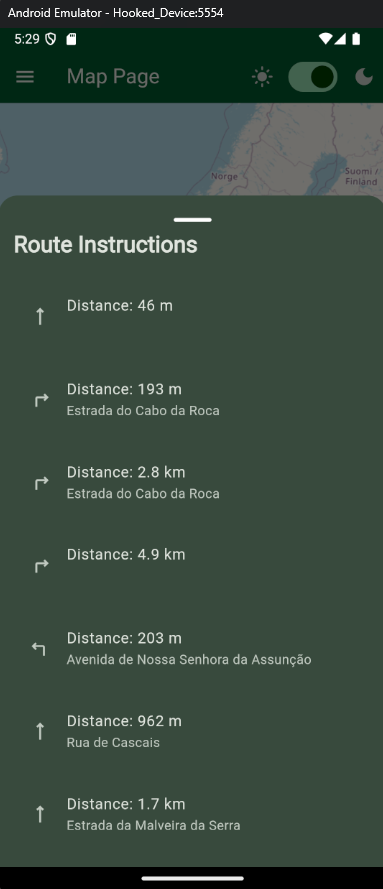 Android Emulator - Hooked_Device:5554
5:29
Map Page
Norge
Suomi /
Finland
Route Instructions
Distance: 46 m
Distance: 193 m
Estrada do Cabo da Roca
Distance: 2.8 km
Estrada do Cabo da Roca
Distance: 4.9 km
Distance: 203 m
Avenida de Nossa Senhora da Assunção
Distance: 962 m
Rua de Cascais
Distance: 1.7 km
Estrada da Malveira da Serra